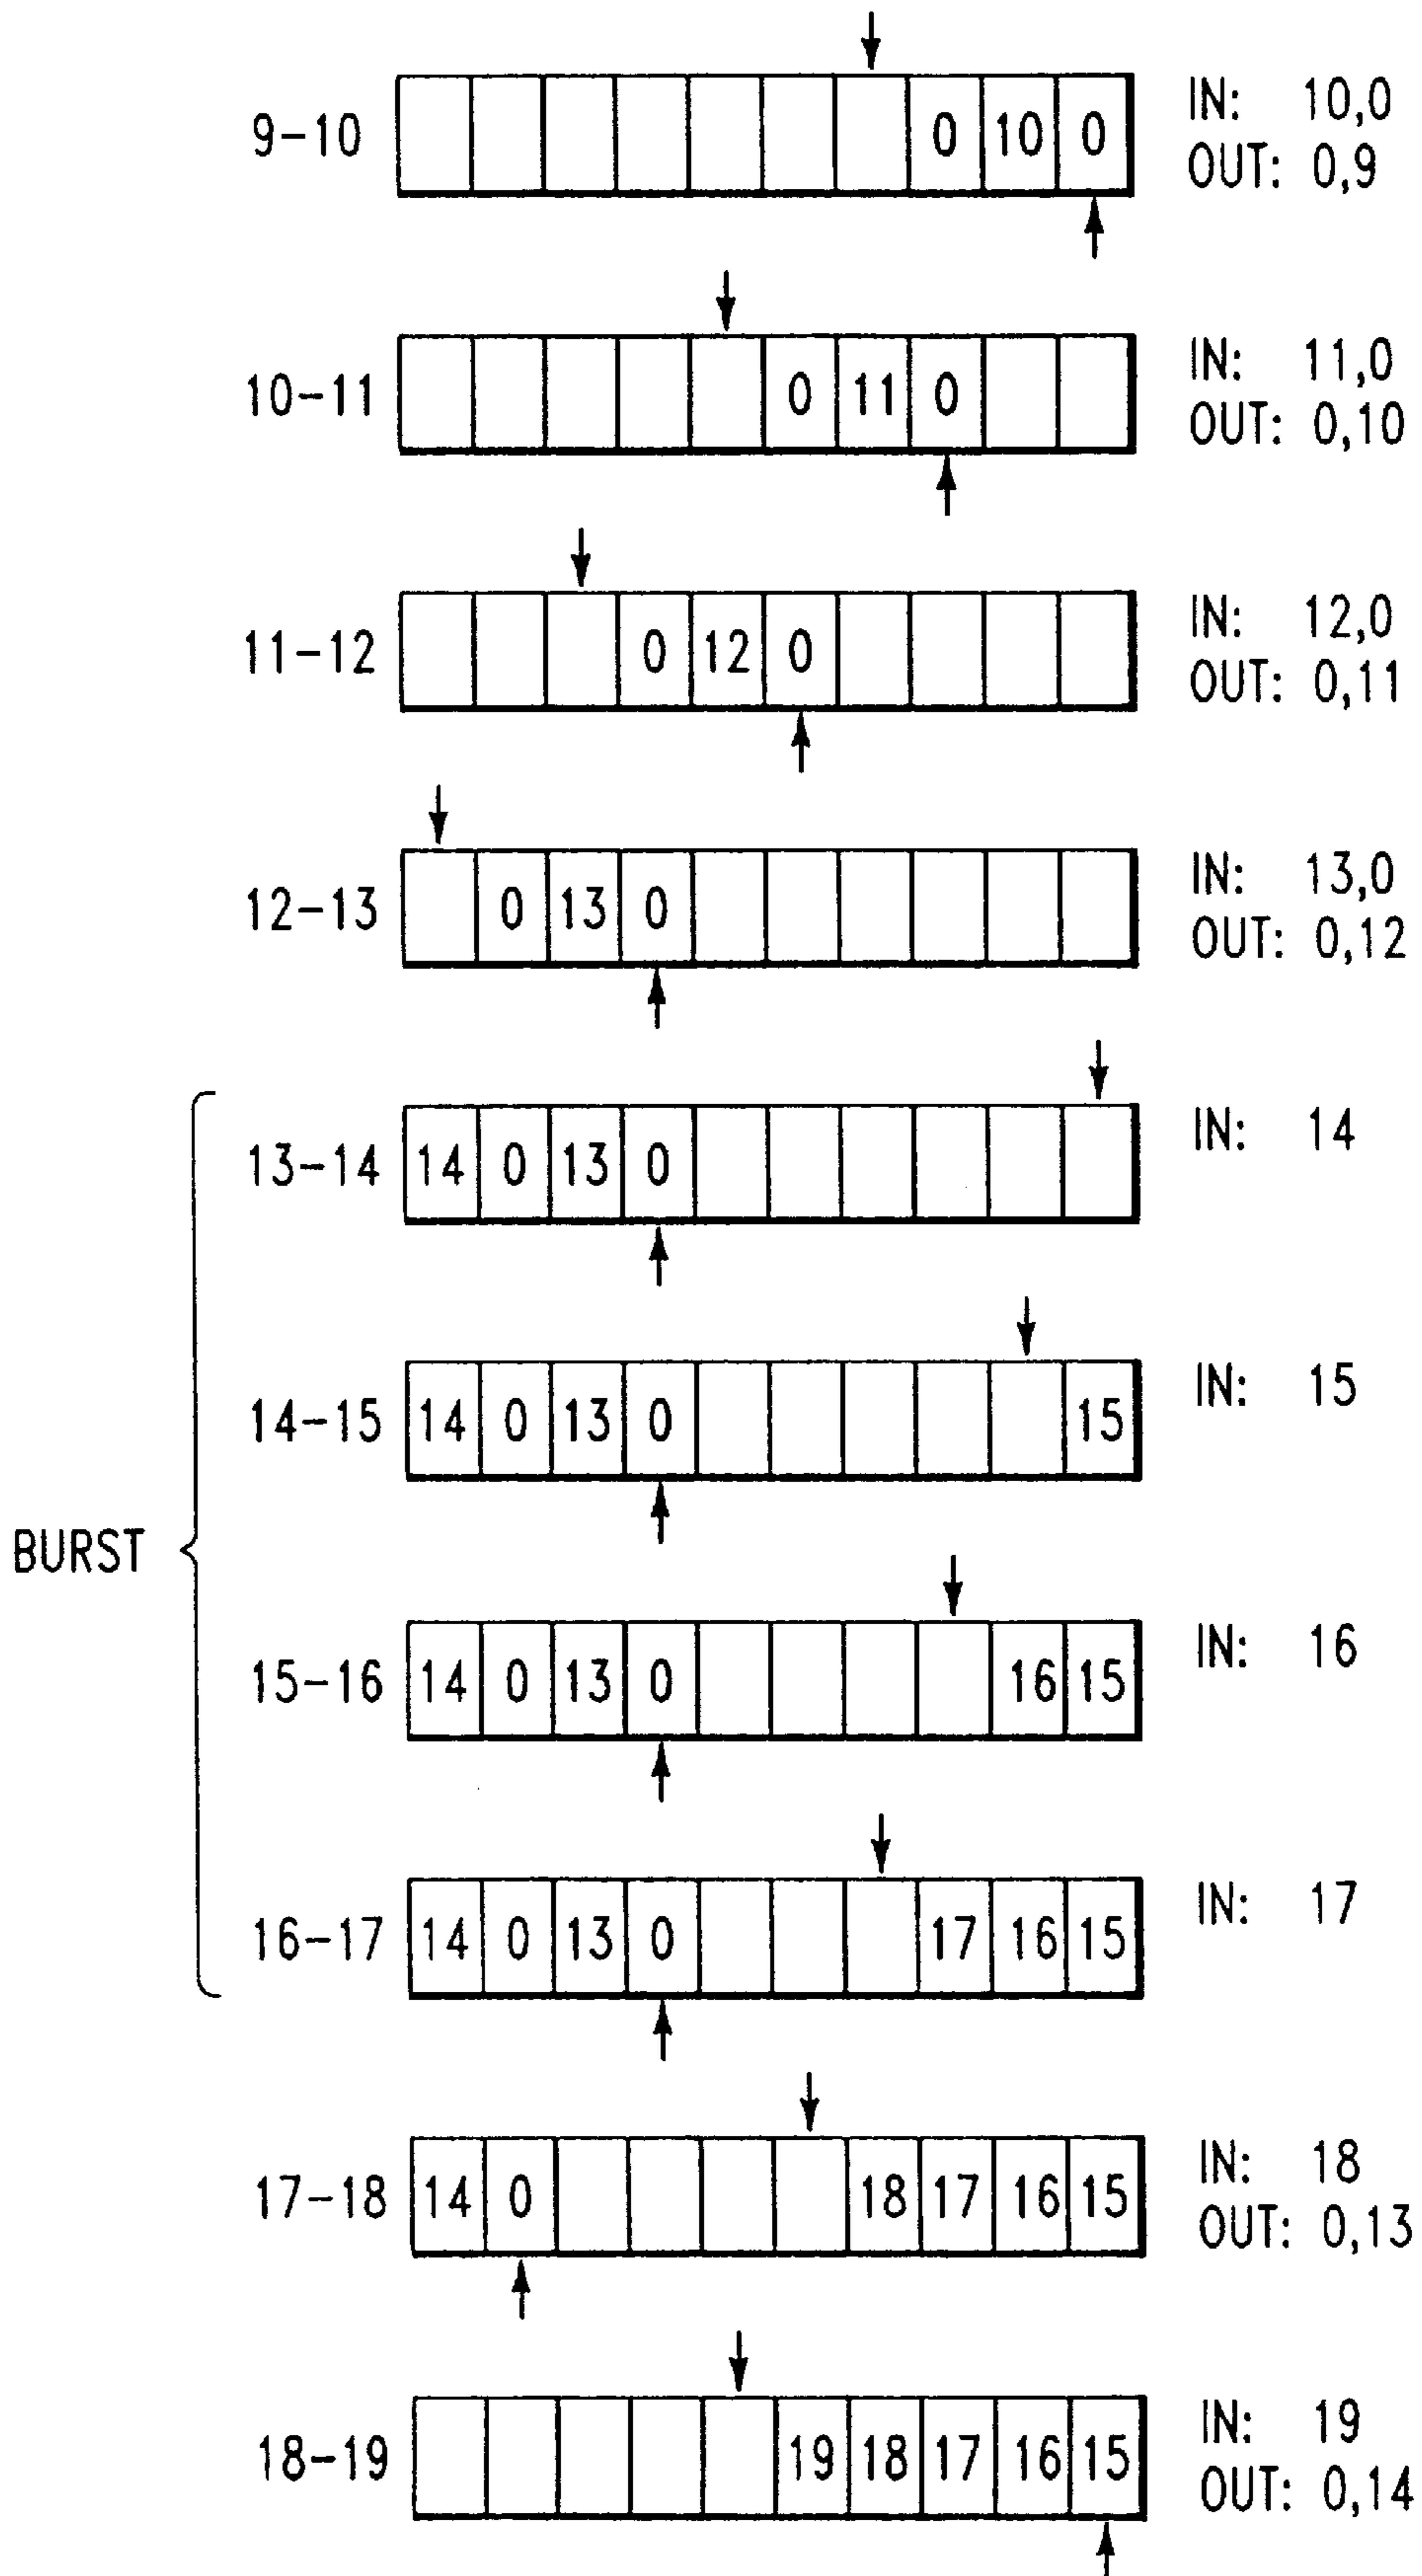 9-10 0 10 0 IN: 10,0
OUT: 0,9
10-11 0 11 0 IN: 11,0
OUT: 0,10
11-12 0 12 0 IN: 12,0
OUT: 0,11
12-13 0 13 0 IN: 13,0
OUT: 0,12
13-14 14 0 13 0 IN: 14
14-15 14 0 13 0 15 IN: 15
BURST
15-16 14 0 13 0 16 15 IN: 16
16-17 14 0 13 0 17 16 15 IN: 17
17-18 14 0 18 17 16 15 IN: 18
OUT: 0,13
18-19 19 18 17 16 15 IN: 19
OUT: 0,14